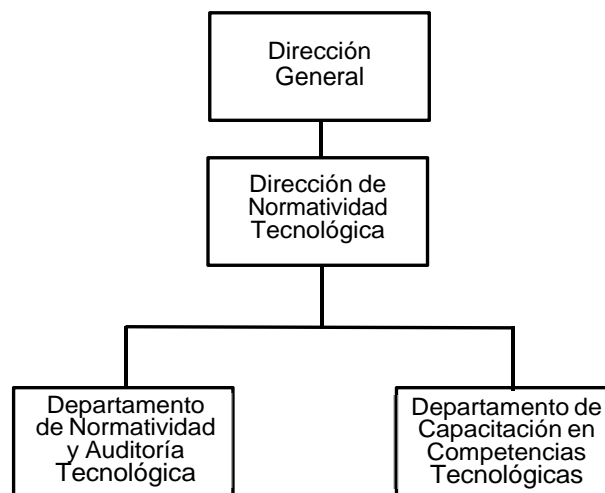 Dirección
General
Dirección de
Normatividad
Tecnológica
Departamento
de Normatividad
y Auditoría
Tecnológica
Departamento de
Capacitación en
Competencias
Tecnológicas